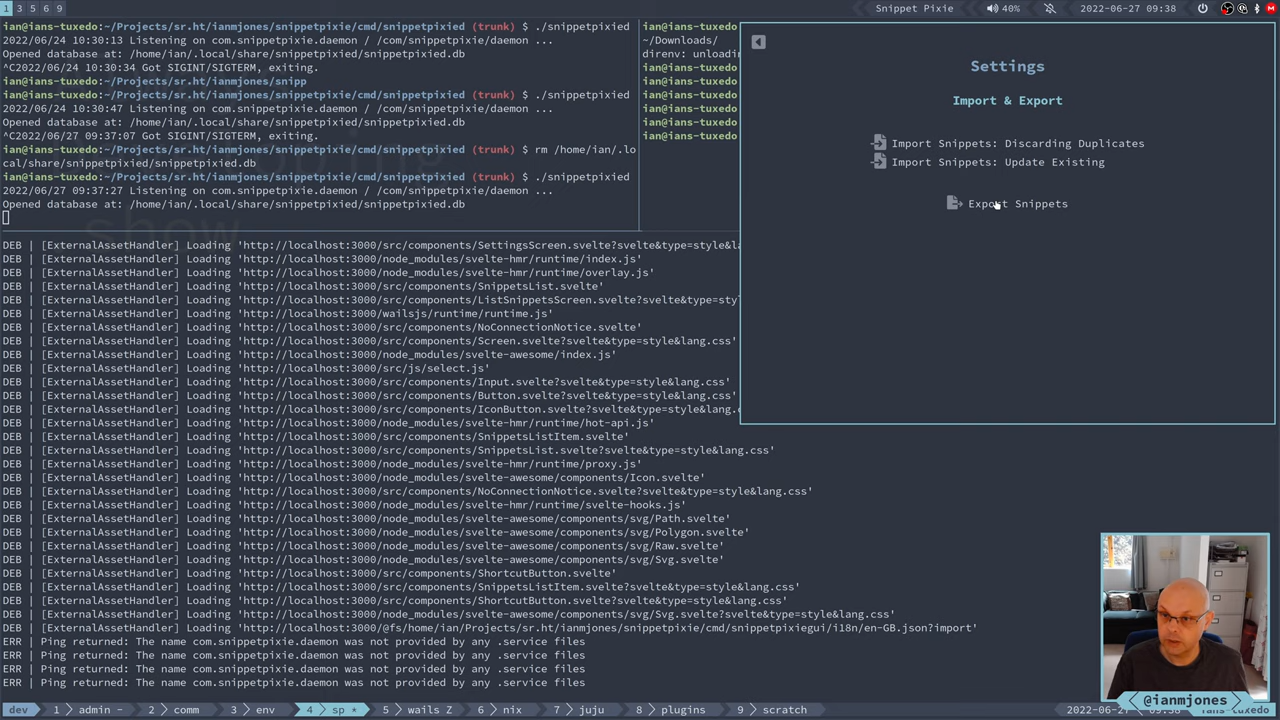 1 3 5 6 9
Snippet Pixie 40% 2022-06-27 09:38
ian@ians-tuxedo:~/Projects/sr.ht/ianmjones/snippetpixie/cmd/snippetpixied (trunk) $ ./snippetpixied
2022/06/24 10:30:13 Listening on com.snippetpixie.daemon / /com/snippetpixie/daemon ...
Opened database at: /home/ian/.local/share/snippetpixied/snippetpixied.db
^C2022/06/24 10:30:34 Got SIGINT/SIGTERM, exiting.
ian@ians-tuxedo:~/Projects/sr.ht/ianmjones/snipp
ian@ians-tuxedo:~/Projects/sr.ht/ianmjones/snippetpixie/cmd/snippetpixied (trunk) $ ./snippetpixied
2022/06/24 10:30:47 Listening on com.snippetpixie.daemon / /com/snippetpixie/daemon ...
Opened database at: /home/ian/.local/share/snippetpixied/snippetpixied.db
^C2022/06/27 09:37:07 Got SIGINT/SIGTERM, exiting.
ian@ians-tuxedo:~/Projects/sr.ht/ianmjones/snippetpixie/cmd/snippetpixied (trunk) $ rm /home/ian/.lo
cal/share/snippetpixied/snippetpixied.db
ian@ians-tuxedo:~/Projects/sr.ht/ianmjones/snippetpixie/cmd/snippetpixied (trunk) $ ./snippetpixied
2022/06/27 09:37:27 Listening on com.snippetpixie.daemon / /com/snippetpixie/daemon ...
Opened database at: /home/ian/.local/share/snippetpixied/snippetpixied.db
show
ian@ians-tuxedo
~/Downloads/
direnv: unloadin
ian@ians-tuxedo
ian@ians-tuxedo
ian@ians-tuxedo
ian@ians-tuxedo
ian@ians-tuxedo
ian@ians-tuxedo
Settings
Import & Export
Import Snippets: Discarding Duplicates
Import Snippets: Update Existing
Export Snippets
DEB | [ExternalAssetHandler] Loading 'http://localhost:3000/src/components/SettingsScreen.svelte?svelte&type=style&la
DEB | [ExternalAssetHandler] Loading 'http://localhost:3000/node_modules/svelte-hmr/runtime/index.js'
DEB | [ExternalAssetHandler] Loading 'http://localhost:3000/node_modules/svelte-hmr/runtime/overlay.js'
DEB | [ExternalAssetHandler] Loading 'http://localhost:3000/src/components/SnippetsList.svelte'
DEB | [ExternalAssetHandler] Loading 'http://localhost:3000/src/components/ListSnippetsScreen.svelte?svelte&type=sty
DEB | [ExternalAssetHandler] Loading 'http://localhost:3000/wailsjs/runtime/runtime.js'
DEB | [ExternalAssetHandler] Loading 'http://localhost:3000/src/components/NoConnectionNotice.svelte'
DEB | [ExternalAssetHandler] Loading 'http://localhost:3000/src/components/Screen.svelte?svelte&type=style&lang.css'
DEB | [ExternalAssetHandler] Loading 'http://localhost:3000/node_modules/svelte-awesome/index.js'
DEB | [ExternalAssetHandler] Loading 'http://localhost:3000/src/js/select.js'
DEB | [ExternalAssetHandler] Loading 'http://localhost:3000/src/components/Input.svelte?svelte&type=style&lang.css'
DEB | [ExternalAssetHandler] Loading 'http://localhost:3000/src/components/Button.svelte?svelte&type=style&lang.css'
DEB | [ExternalAssetHandler] Loading 'http://localhost:3000/src/components/IconButton.svelte?svelte&type=style&lang.c
DEB | [ExternalAssetHandler] Loading 'http://localhost:3000/node_modules/svelte-hmr/runtime/hot-api.js'
DEB | [ExternalAssetHandler] Loading 'http://localhost:3000/src/components/SnippetsListItem.svelte'
DEB | [ExternalAssetHandler] Loading 'http://localhost:3000/src/components/SnippetsList.svelte?svelte&type=style&lang.css'
DEB | [ExternalAssetHandler] Loading 'http://localhost:3000/node_modules/svelte-hmr/runtime/proxy.js'
DEB | [ExternalAssetHandler] Loading 'http://localhost:3000/src/components/Icon.svelte'
DEB | [ExternalAssetHandler] Loading 'http://localhost:3000/src/components/NoConnectionNotice.svelte?svelte&type=style&lang.css'
DEB | [ExternalAssetHandler] Loading 'http://localhost:3000/node_modules/svelte-hmr/runtime/svelte-hooks.js'
DEB | [ExternalAssetHandler] Loading 'http://localhost:3000/node_modules/svelte-awesome/components/svg/Path.svelte'
DEB | [ExternalAssetHandler] Loading 'http://localhost:3000/node_modules/svelte-awesome/components/svg/Polygon.svelte'
DEB | [ExternalAssetHandler] Loading 'http://localhost:3000/node_modules/svelte-awesome/components/svg/Raw.svelte'
DEB | [ExternalAssetHandler] Loading 'http://localhost:3000/node_modules/svelte-awesome/components/svg/Svg.svelte'
DEB | [ExternalAssetHandler] Loading 'http://localhost:3000/src/components/ShortcutButton.svelte'
DEB | [ExternalAssetHandler] Loading 'http://localhost:3000/src/components/SnippetsListItem.svelte?svelte&type=style&lang.css'
DEB | [ExternalAssetHandler] Loading 'http://localhost:3000/src/components/ShortcutButton.svelte?svelte&type=style&lang.css'
DEB | [ExternalAssetHandler] Loading 'http://localhost:3000/node_modules/svelte-awesome/components/svg/Svg.svelte?svelte&type=style&lang.css'
DEB | [ExternalAssetHandler] Loading 'http://localhost:3000/@fs/home/ian/Projects/sr.ht/ianmjones/snippetpixie/cmd/snippetpixiegui/i18n/en-GB.json?import'
ERR | Ping returned: The name com.snippetpixie.daemon was not provided by any .service files
ERR | Ping returned: The name com.snippetpixie.daemon was not provided by any .service files
ERR | Ping returned: The name com.snippetpixie.daemon was not provided by any .service files
ERR | Ping returned: The name com.snippetpixie.daemon was not provided by any .service files
@ianmjones
dev 1 admin - 2 comm 3 env 4 sp * 5 wails Z 6 nix 7 juju 8 plugins 9 scratch 2022-06-27 09:38 ians-tuxedo